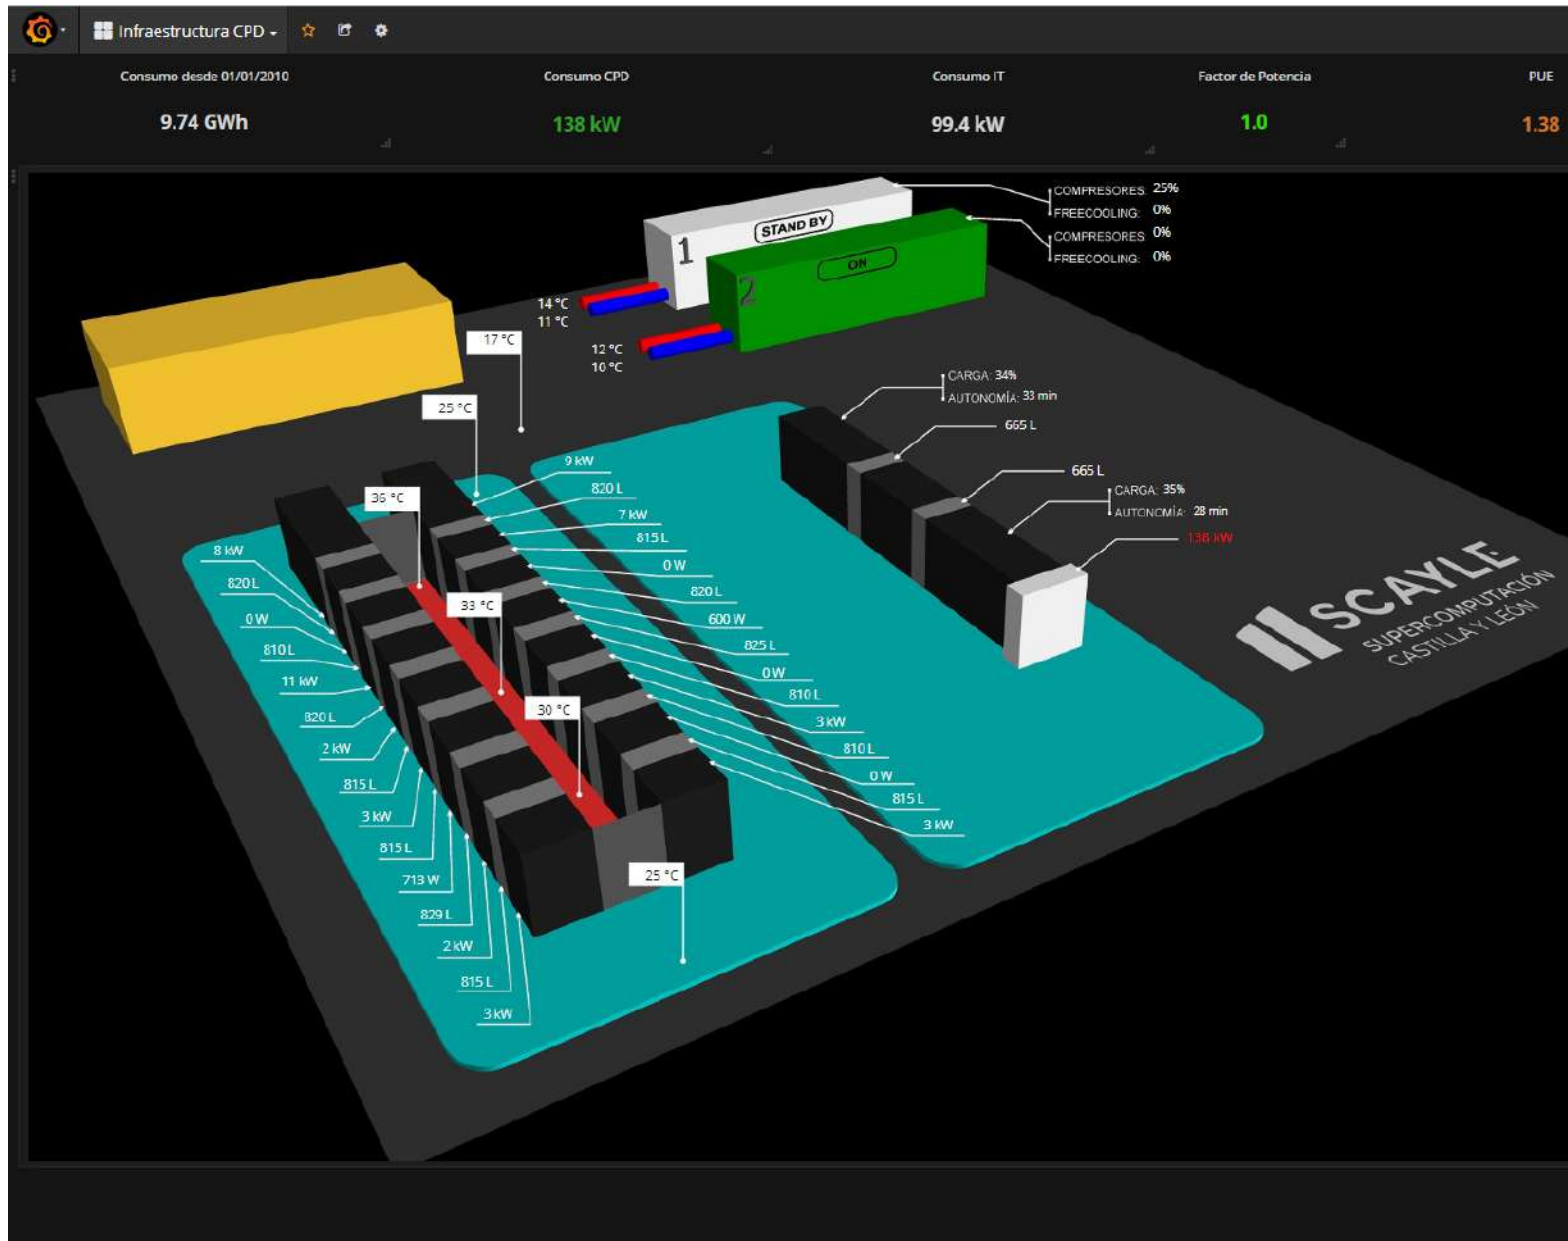 Infraestructura CPD
Consumo desde 01/01/2010
Consumo CPD
Consumo IT
Factor de Potencia
PUE
9.74 GWh
138 kW
99.4 kW
1.0
1.38
COMPRESORES: 25%
FREECOOLING: 0%
COMPRESORES 0%
FREECOOLING: 0%
1
STAND BY
2
ON
14 °C
11 °C
12 °C
10 °C
17 °C
25 °C
36 °C
33 °C
30 °C
25 °C
CARGA: 34%
AUTONOMÍA: 33 min
665 L
665 L
CARGA: 35%
AUTONOMÍA: 28 min
138 kW
9 kW
820 L
7 kW
815 L
0 W
820 L
600 W
825 L
0 W
810 L
3 kW
810 L
0 W
815 L
3 kW
8 kW
820 L
0 W
810 L
11 kW
820 L
2 kW
815 L
3 kW
815 L
713 W
829 L
2 kW
815 L
3 kW
SCAYLE
SUPERCOMPUTACIÓN
CASTILLA Y LEÓN